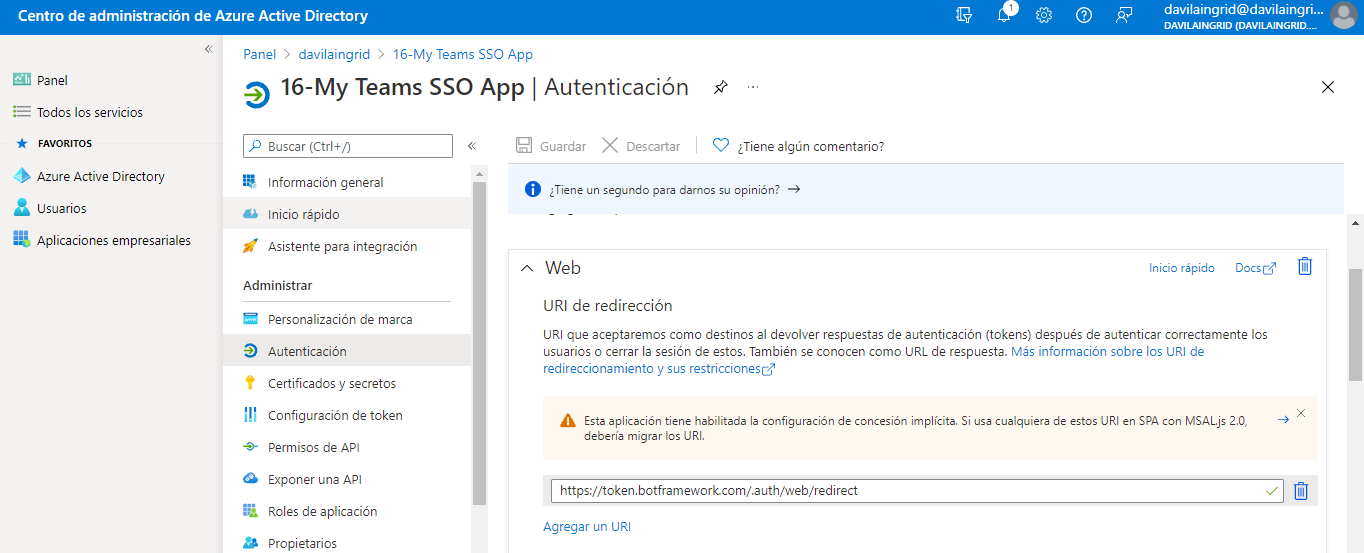 Centro de administración de Azure Active Directory
1
davilaingrid@davilaingri...
DAVILAINGRID (DAVILAINGRID....
Panel
Todos los servicios
FAVORITOS
Azure Active Directory
Usuarios
Aplicaciones empresariales
Panel > davilaingrid > 16-My Teams SSO App
16-My Teams SSO App | Autenticación
Buscar (Ctrl+/)
Información general
Inicio rápido
Asistente para integración
Administrar
Personalización de marca
Autenticación
Certificados y secretos
Configuración de token
Permisos de API
Exponer una API
Roles de aplicación
Propietarios
Guardar
Descartar
¿Tiene algún comentario?
¿Tiene un segundo para darnos su opinión?
Web
Inicio rápido
Docs
URI de redirección
URI que aceptaremos como destinos al devolver respuestas de autenticación (tokens) después de autenticar correctamente los
usuarios o cerrar la sesión de estos. También se conocen como URL de respuesta. Más información sobre los URI de
redireccionamiento y sus restricciones
Esta aplicación tiene habilitada la configuración de concesión implícita. Si usa cualquiera de estos URI en SPA con MSAL.js 2.0,
debería migrar los URI.
https://token.botframework.com/.auth/web/redirect
Agregar un URI